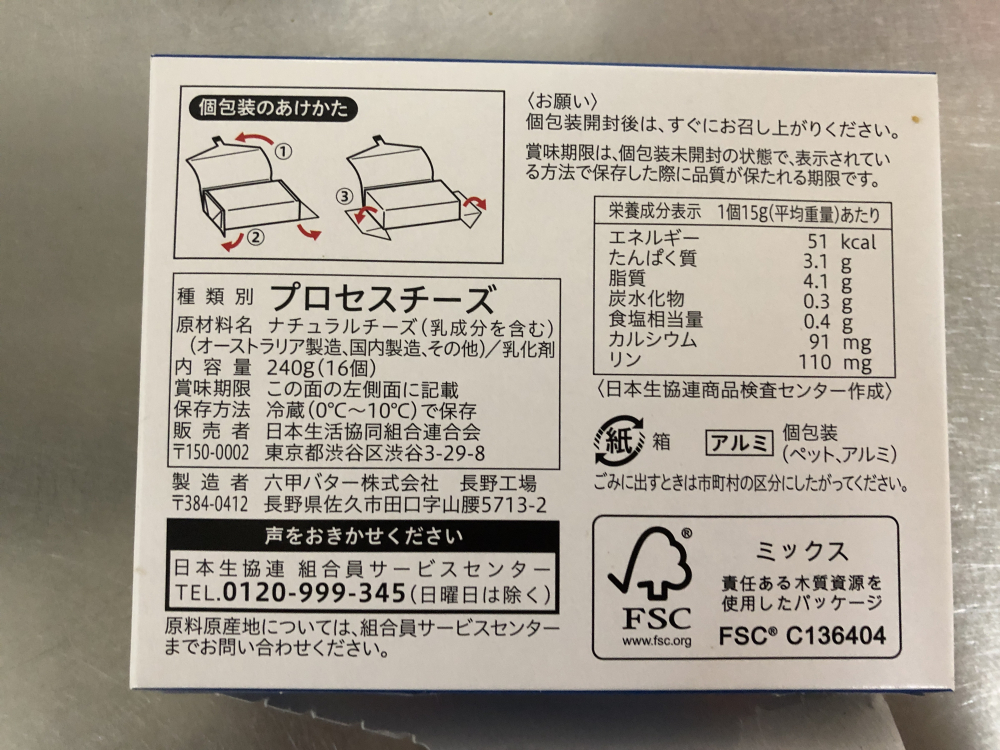 個包装のあけかた
①
②
③
〈お願い〉
個包装開封後は、すぐにお召し上がりください。
賞味期限は、個包装未開封の状態で、表示されてい
る方法で保存した際に品質が保たれる期限です。
栄養成分表示 1個15g(平均重量)あたり
エネルギー 51 kcal
たんぱく質 3.1 g
脂質 4.1 g
炭水化物 0.3 g
食塩相当量 0.4 g
カルシウム 91 mg
リン 110 mg
〈日本生協連商品検査センター作成〉
種類別 プロセスチーズ
原材料名 ナチュラルチーズ(乳成分を含む)
(オーストラリア製造、国内製造、その他)／乳化剤
内容量 240g(16個)
賞味期限 この面の左側面に記載
保存方法 冷蔵(0℃～10℃)で保存
販売者 日本生活協同組合連合会
〒150-0002 東京都渋谷区渋谷3-29-8
製造者 六甲バター株式会社 長野工場
〒384-0412 長野県佐久市田口字山腰5713-2
声をおきかせください
日本生協連 組合員サービスセンター
TEL.0120-999-345(日曜日は除く)
原料原産地については、組合員サービスセンター
までお問い合わせください。
紙 箱
アルミ 個包装
(ペット、アルミ)
ごみに出すときは市町村の区分にしたがってください。
®
FSC
www.fsc.org
ミックス
責任ある木質資源を
使用したパッケージ
FSC® C136404